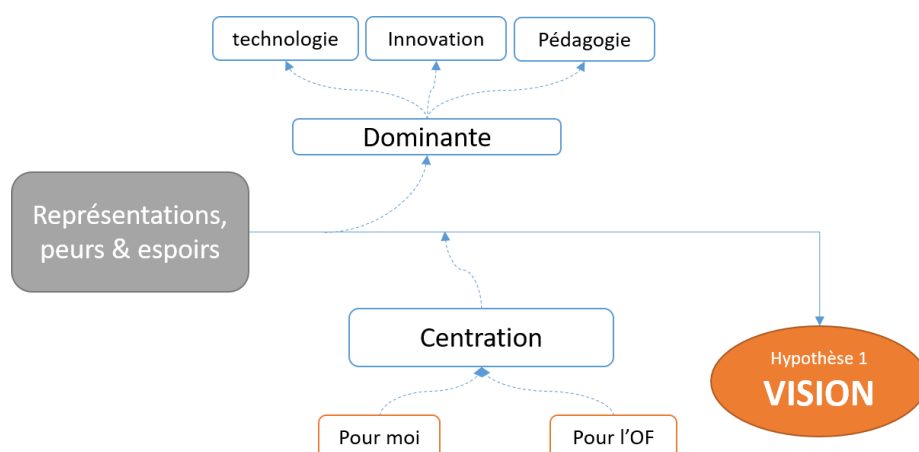 technologie
Innovation
Pédagogie
Dominante
Représentations,
peurs & espoirs
Centration
Hypothèse 1
VISION
Pour moi
Pour l'OF